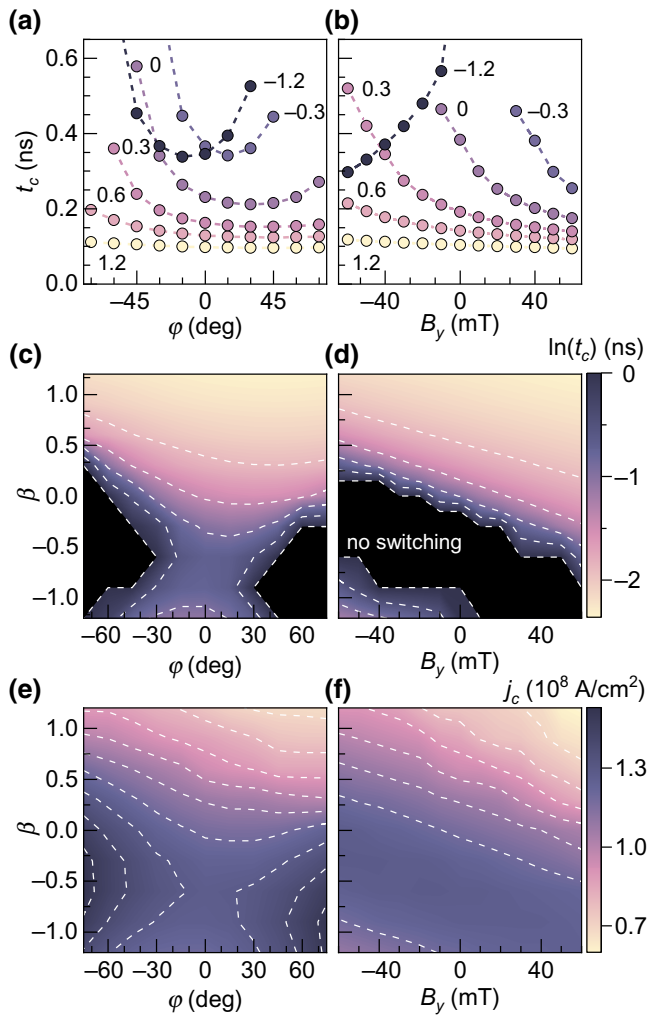 (a) (b)
0.6
0.4
0.2
0.0
t_c (ns)
0
−1.2
−0.3
0.3
0.6
1.2
−45 0 45
φ (deg)
0.3
−1.2
0
−0.3
0.6
1.2
−40 0 40
B_y (mT)
(c) (d) ln(t_c) (ns)
1.0
0.5
0.0
−0.5
−1.0
β
−60 −30 0 30 60
φ (deg)
no switching
−40 0 40
B_y (mT)
0
−1
−2
(e) (f) j_c (10^8 A/cm^2)
1.0
0.5
0.0
−0.5
−1.0
β
−60 −30 0 30 60
φ (deg)
−40 0 40
B_y (mT)
1.3
1.0
0.7